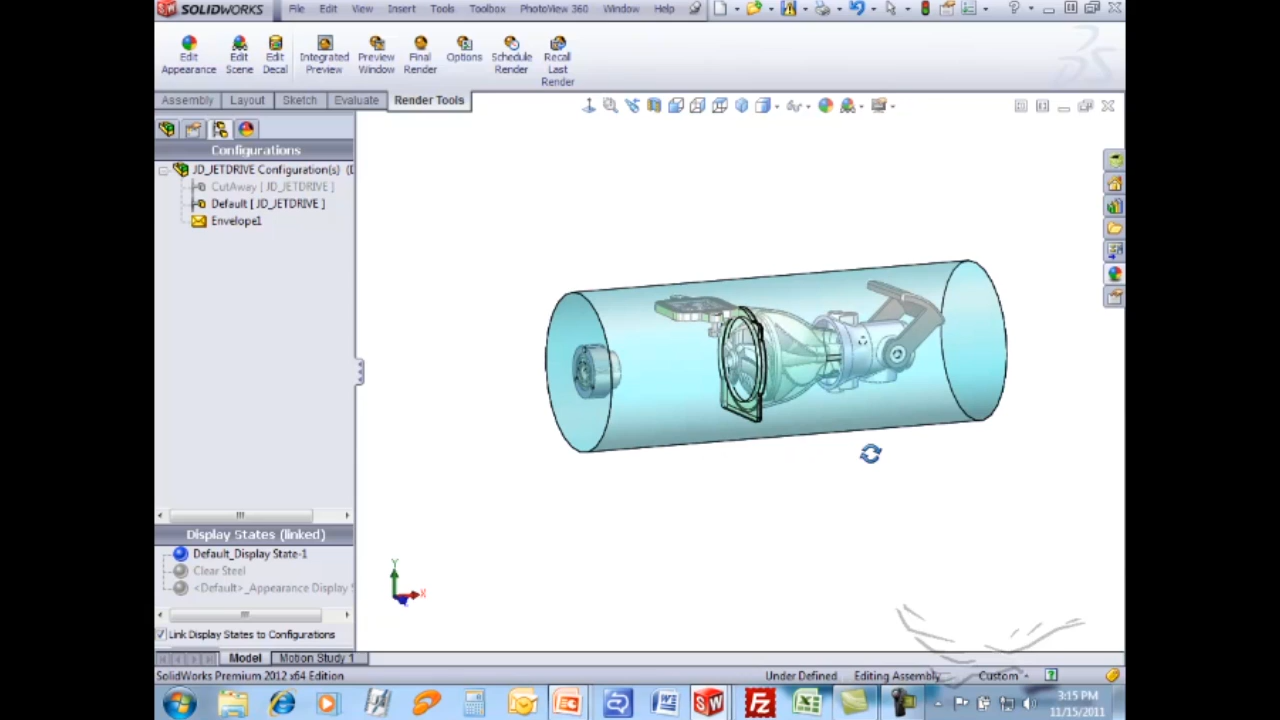 SOLIDWORKS File Edit View Insert Tools Toolbox PhotoView 360 Window Help
Edit Appearance
Edit Scene
Edit Decal
Integrated Preview
Preview Window
Final Render
Options
Schedule Render
Recall Last Render
Assembly Layout Sketch Evaluate Render Tools
Configurations
JD_JETDRIVE Configuration(s) (D
CutAway [ JD_JETDRIVE ]
Default [ JD_JETDRIVE ]
Envelope1
Display States (linked)
Default_Display State-1
Clear Steel
<Default>_Appearance Display
Y
X
Link Display States to Configurations
Model Motion Study 1
SolidWorks Premium 2012 x64 Edition Under Defined Editing Assembly Custom
3:15 PM
11/15/2011